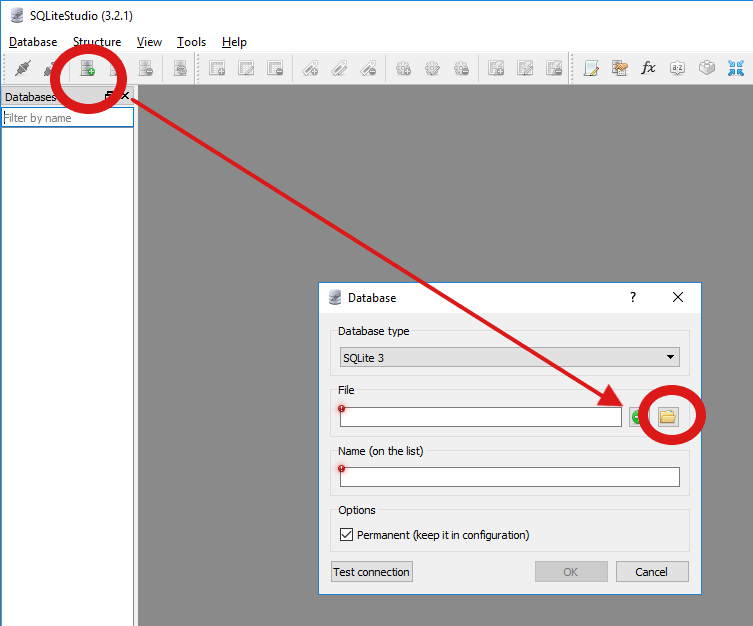 SQLiteStudio (3.2.1)
Database Structure View Tools Help
Databases
Filter by name
Database
Database type
SQLite 3
File
Name (on the list)
Options
Permanent (keep it in configuration)
Test connection OK Cancel